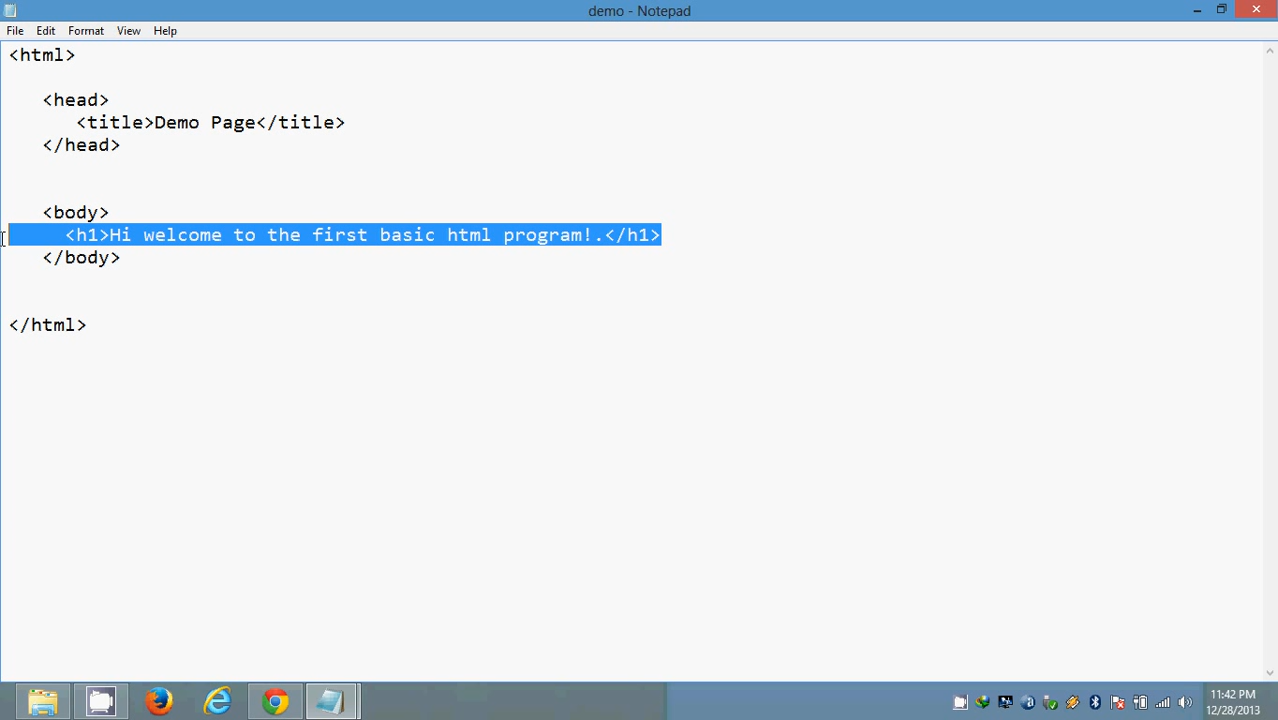 demo - Notepad
File Edit Format View Help
<html>
<head>
<title>Demo Page</title>
</head>
<body>
<h1>Hi welcome to the first basic html program!.</h1>
</body>
</html>
11:42 PM
12/28/2013